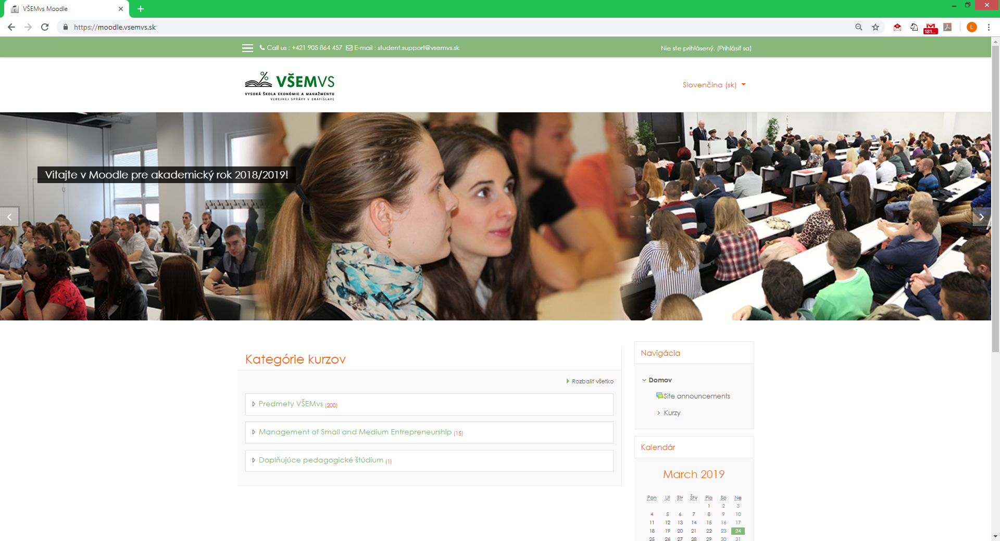 VŠEMvs Moodle
https://moodle.vsemvs.sk
181...
L
Call us : +421 905 864 457 E-mail : student.support@vsemvs.sk
Nie ste prihlásený. (Prihlásiť sa)
VŠEMVS
VYSOKÁ ŠKOLA EKONÓMIE A MANAŽMENTU
VEREJNEJ SPRÁVY V BRATISLAVE
Slovenčina (sk)
Vitajte v Moodle pre akademický rok 2018/2019!
Kategórie kurzov
Rozbaliť všetko
Predmety VŠEMvs (200)
Management of Small and Medium Entrepreneurship (15)
Doplňujúce pedagogické štúdium (1)
Navigácia
Domov
Site announcements
Kurzy
Kalendár
March 2019
Pon Ut Str Štv Pia So Ne
1 2 3
4 5 6 7 8 9 10
11 12 13 14 15 16 17
18 19 20 21 22 23 24
25 26 27 28 29 30 31